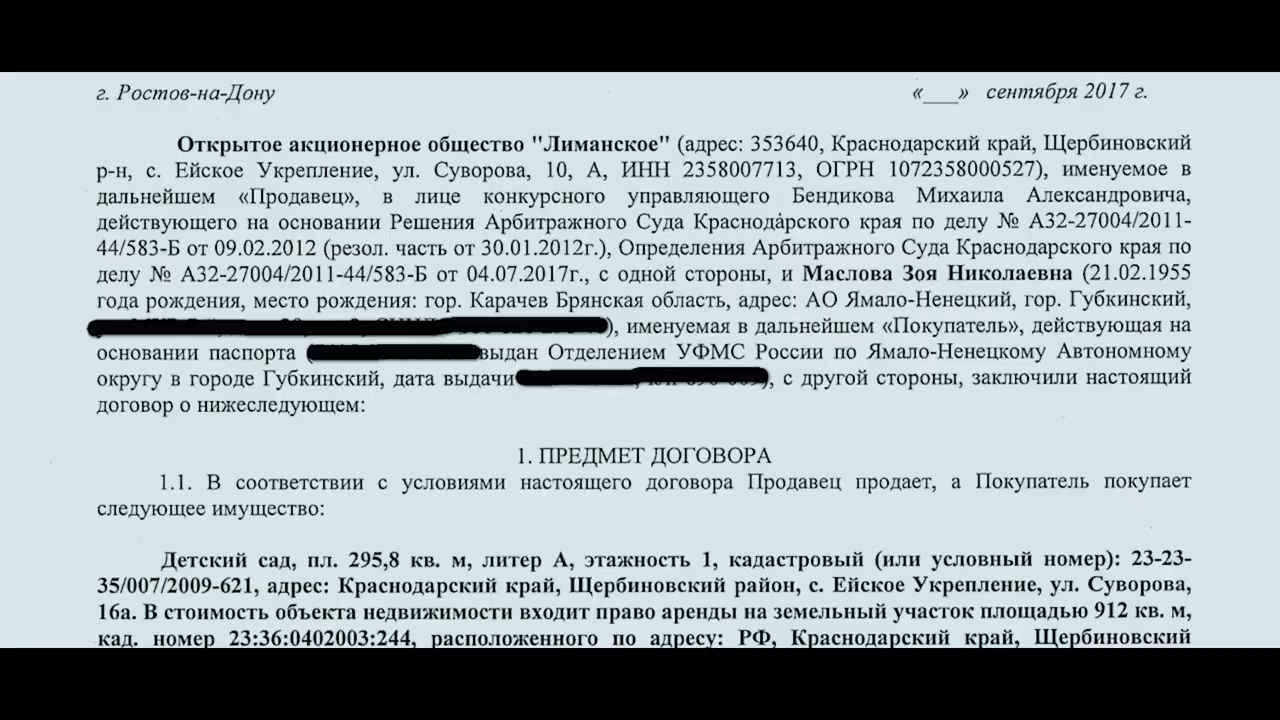 г. Ростов-на-Дону «___» сентября 2017 г.
Открытое акционерное общество "Лиманское" (адрес: 353640, Краснодарский край, Щербиновский
р-н, с. Ейское Укрепление, ул. Суворова, 10, А, ИНН 2358007713, ОГРН 1072358000527), именуемое в
дальнейшем «Продавец», в лице конкурсного управляющего Бендикова Михаила Александровича,
действующего на основании Решения Арбитражного Суда Краснодарского края по делу № А32-27004/2011-
44/583-Б от 09.02.2012 (резол. часть от 30.01.2012г.), Определения Арбитражного Суда Краснодарского края по
делу № А32-27004/2011-44/583-Б от 04.07.2017г., с одной стороны, и Маслова Зоя Николаевна (21.02.1955
года рождения, место рождения: гор. Карачев Брянская область, адрес: АО Ямало-Ненецкий, гор. Губкинский,
), именуемая в дальнейшем «Покупатель», действующая на
основании паспорта ( выдан Отделением УФМС России по Ямало-Ненецкому Автономному
округу в городе Губкинский, дата выдачи ), с другой стороны, заключили настоящий
договор о нижеследующем:
1. ПРЕДМЕТ ДОГОВОРА
1.1. В соответствии с условиями настоящего договора Продавец продает, а Покупатель покупает
следующее имущество:
Детский сад, пл. 295,8 кв. м, литер А, этажность 1, кадастровый (или условный номер): 23-23-
35/007/2009-621, адрес: Краснодарский край, Щербиновский район, с. Ейское Укрепление, ул. Суворова,
16а. В стоимость объекта недвижимости входит право аренды на земельный участок площадью 912 кв. м,
кад. номер 23:36:0402003:244, расположенного по адресу: РФ, Краснодарский край, Щербиновский